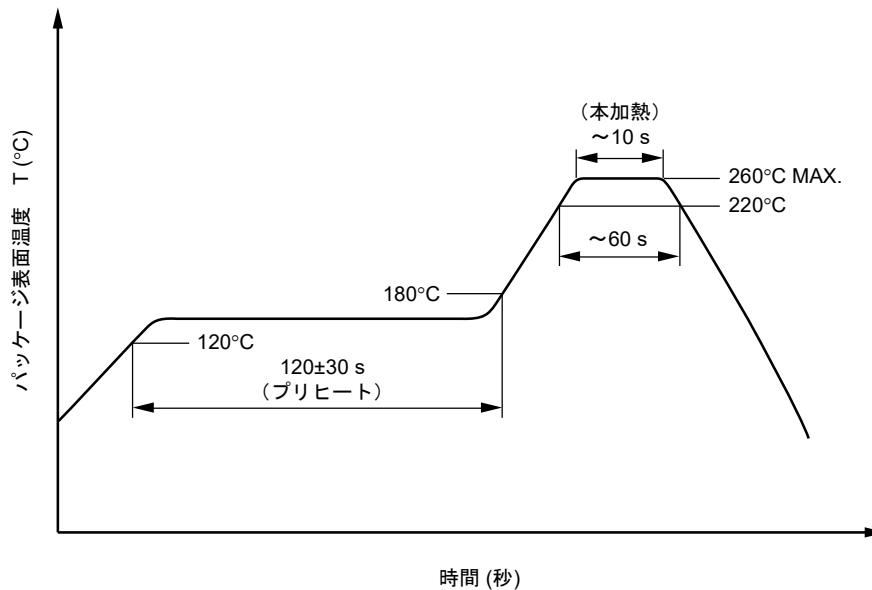 (本加熱)
～10 s
260°C MAX.
220°C
～60 s
180°C
120°C
120±30 s
(プリヒート)
パッケージ表面温度 T (°C)
時間 (秒)